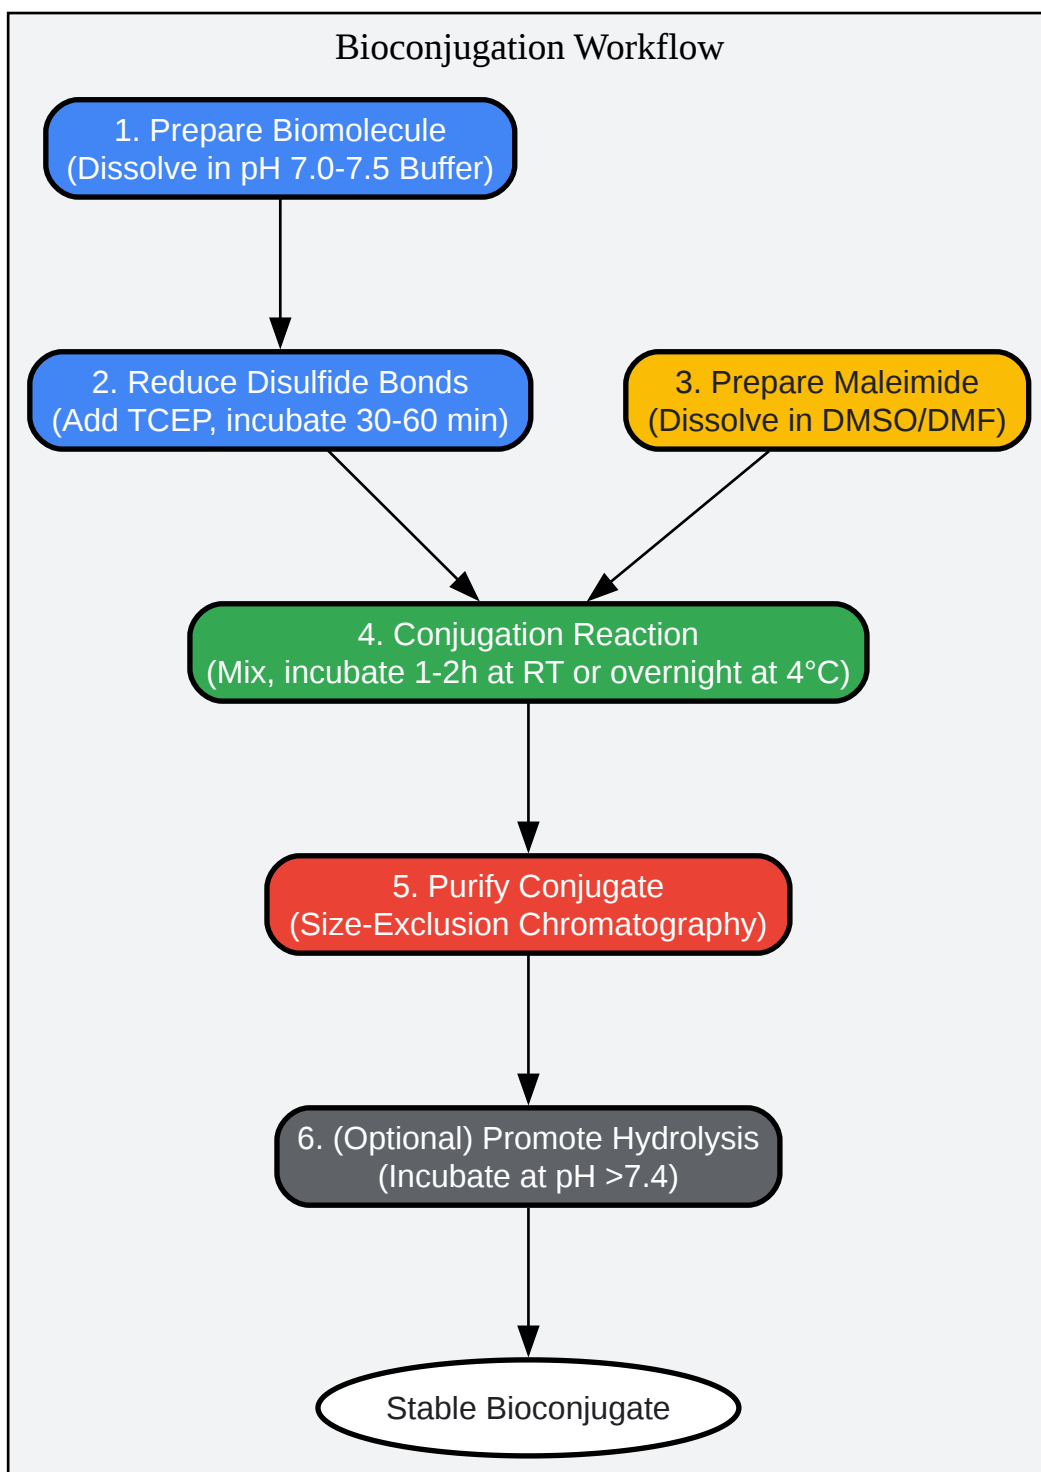 Bioconjugation Workflow
1. Prepare Biomolecule
(Dissolve in pH 7.0-7.5 Buffer)
2. Reduce Disulfide Bonds
(Add TCEP, incubate 30-60 min)
3. Prepare Maleimide
(Dissolve in DMSO/DMF)
4. Conjugation Reaction
(Mix, incubate 1-2h at RT or overnight at 4°C)
5. Purify Conjugate
(Size-Exclusion Chromatography)
6. (Optional) Promote Hydrolysis
(Incubate at pH >7.4)
Stable Bioconjugate